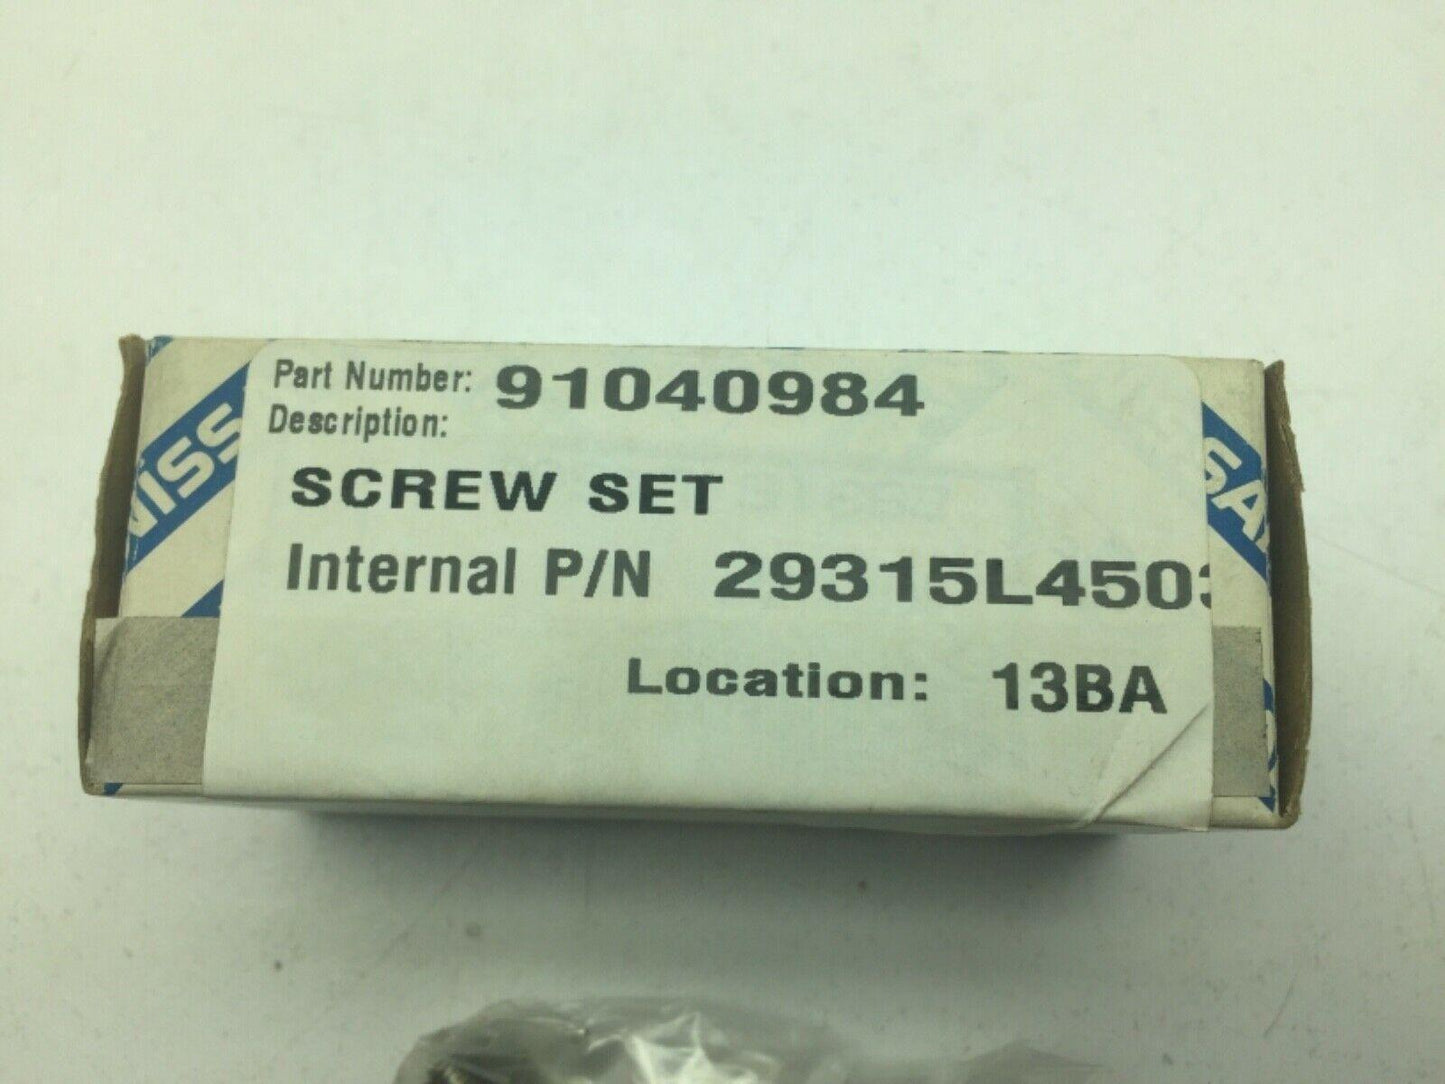 Part Number: 91040984
Description:
SCREW SET
Internal P/N 29315L450
Location: 13BA